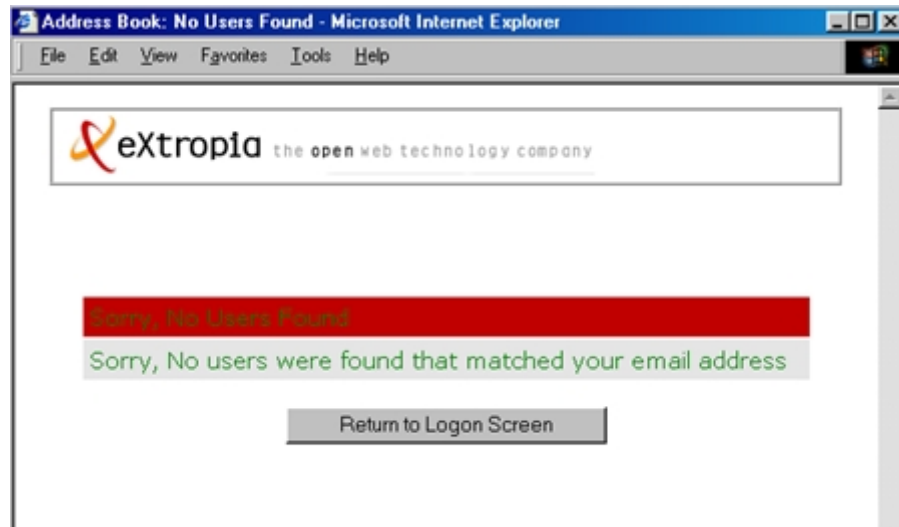 Address Book: No Users Found - Microsoft Internet Explorer
File Edit View Favorites Tools Help
eXtropia the open web technology company
Sorry, No Users Found
Sorry, No users were found that matched your email address
Return to Logon Screen